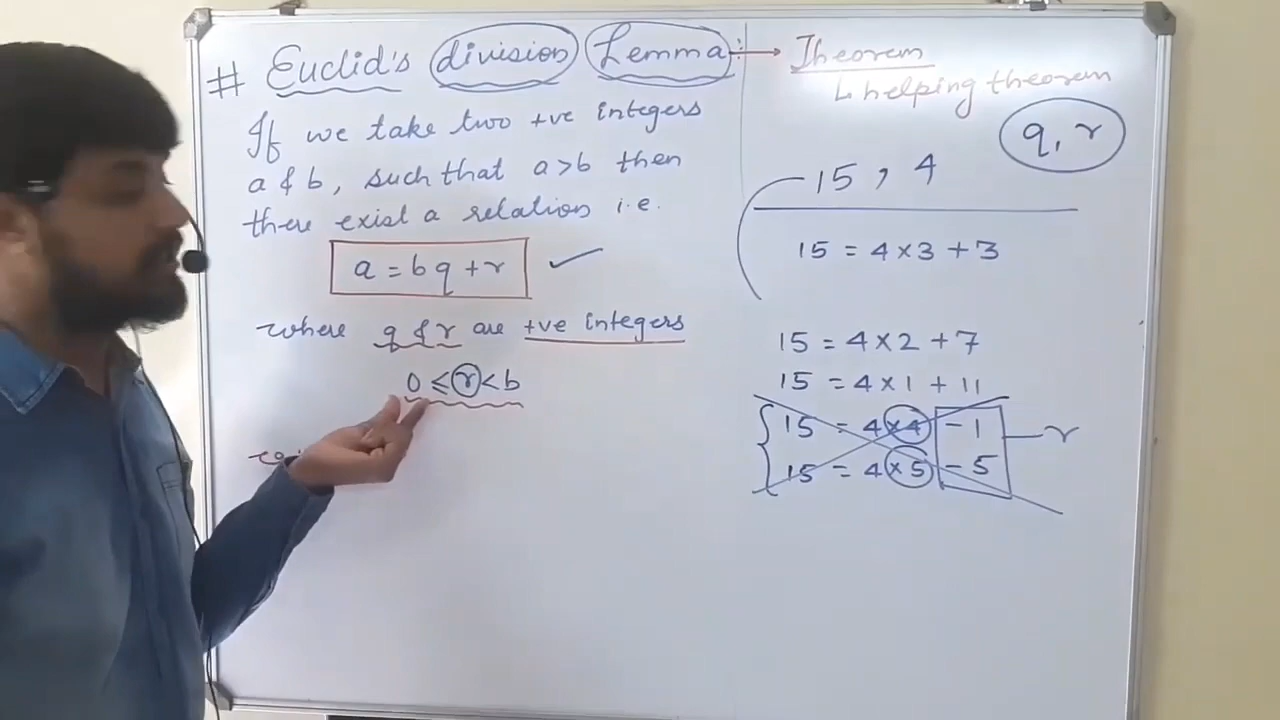 # Euclid's division Lemma : → Theorem
↳ helping theorem
If we take two +ve integers
a & b, such that a>b then
there exist a relation i.e.
a = bq + r ✓
where q & r are +ve integers
0 ≤ r < b
q, r
15, 4
15 = 4×3 + 3
15 = 4×2 + 7
15 = 4×1 + 11
15 = 4×4 - 1
r
15 = 4×5 - 5